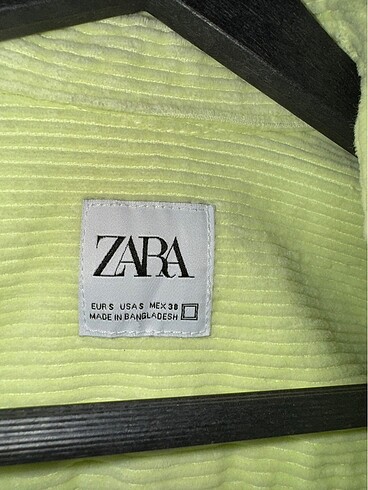 ZARA
EUR S USA S MEX 38
MADE IN BANGLADESH